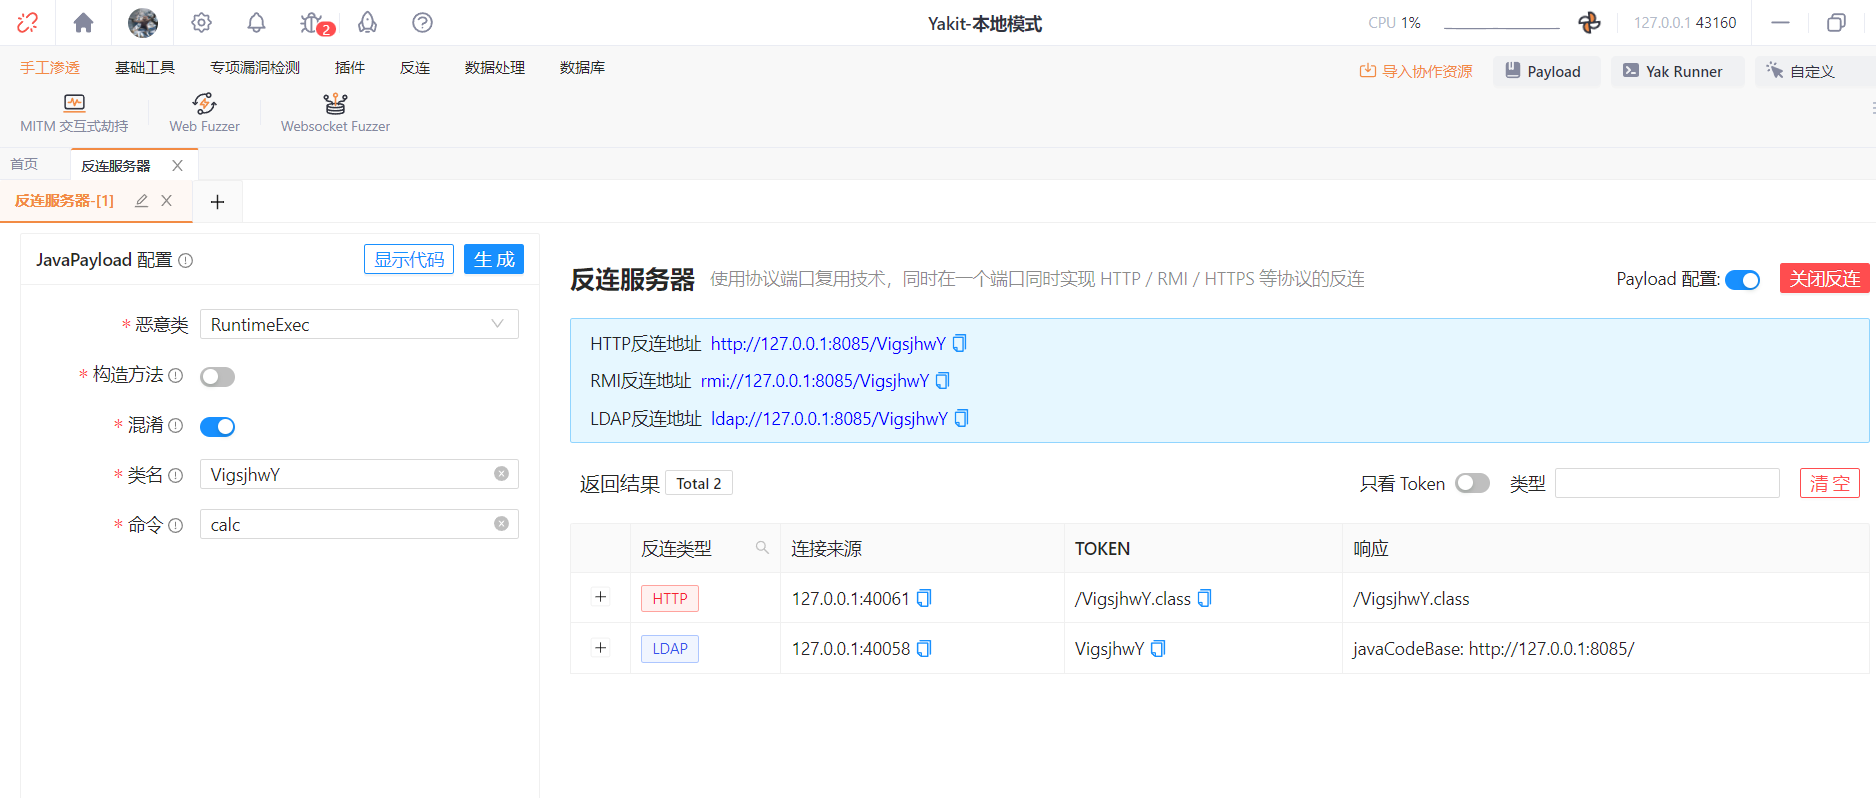 2
Yakit-本地模式
CPU 1%
127.0.0.1 43160
手工渗透 基础工具 专项漏洞检测 插件 反连 数据处理 数据库
导入协作资源 Payload Yak Runner 自定义
MITM 交互式劫持 Web Fuzzer Websocket Fuzzer
首页 反连服务器
反连服务器-[1]
JavaPayload 配置 显示代码 生 成
* 恶意类 RuntimeExec
* 构造方法
* 混淆
* 类名 VigsjhwY
* 命令 calc
反连服务器 使用协议端口复用技术，同时在一个端口同时实现 HTTP / RMI / HTTPS 等协议的反连
Payload 配置: 关闭反连
HTTP反连地址 http://127.0.0.1:8085/VigsjhwY
RMI反连地址 rmi://127.0.0.1:8085/VigsjhwY
LDAP反连地址 ldap://127.0.0.1:8085/VigsjhwY
返回结果 Total 2 只看 Token 类型 清 空
反连类型 连接来源 TOKEN 响应
HTTP 127.0.0.1:40061 /VigsjhwY.class /VigsjhwY.class
LDAP 127.0.0.1:40058 VigsjhwY javaCodeBase: http://127.0.0.1:8085/